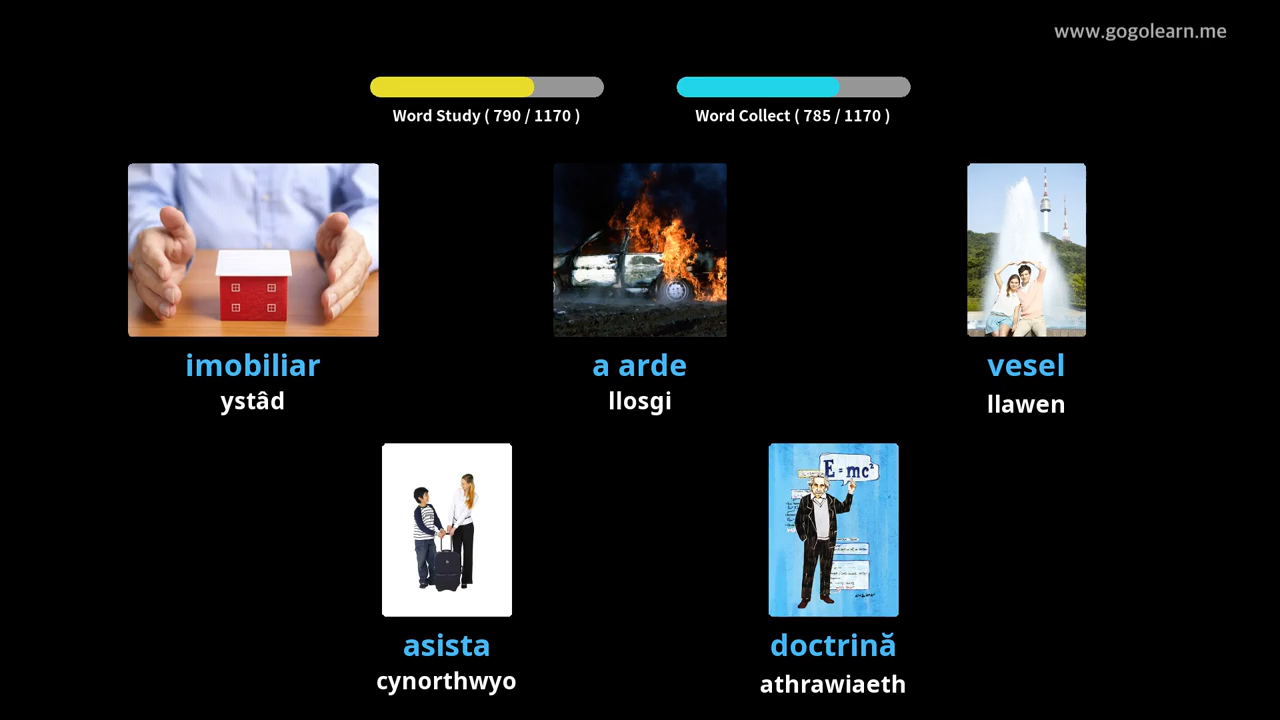 www.gogolearn.me
Word Study ( 790 / 1170 )
Word Collect ( 785 / 1170 )
imobiliar
ystâd
a arde
llosgi
vesel
llawen
E=mc²
asista
cynorthwyo
doctrină
athrawiaeth